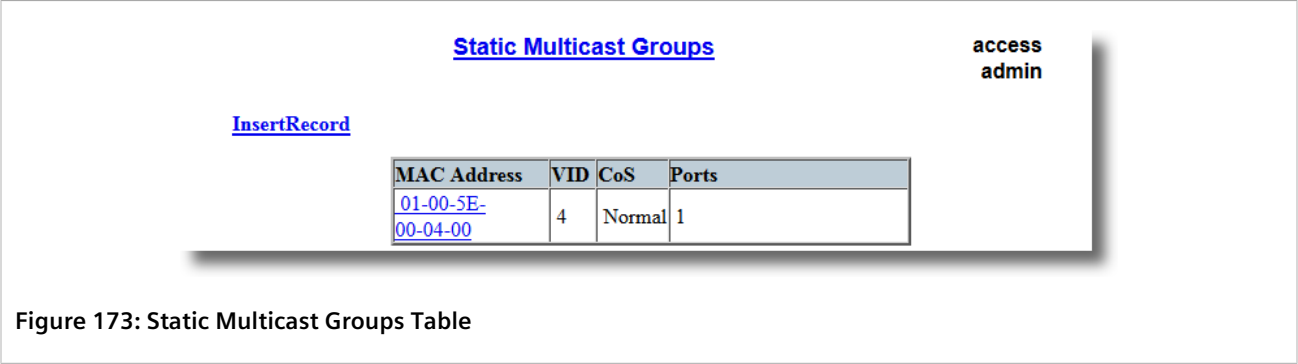 Static Multicast Groups
access
admin
InsertRecord
MAC Address VID CoS Ports
01-00-5E-
00-04-00 4 Normal 1
Figure 173: Static Multicast Groups Table